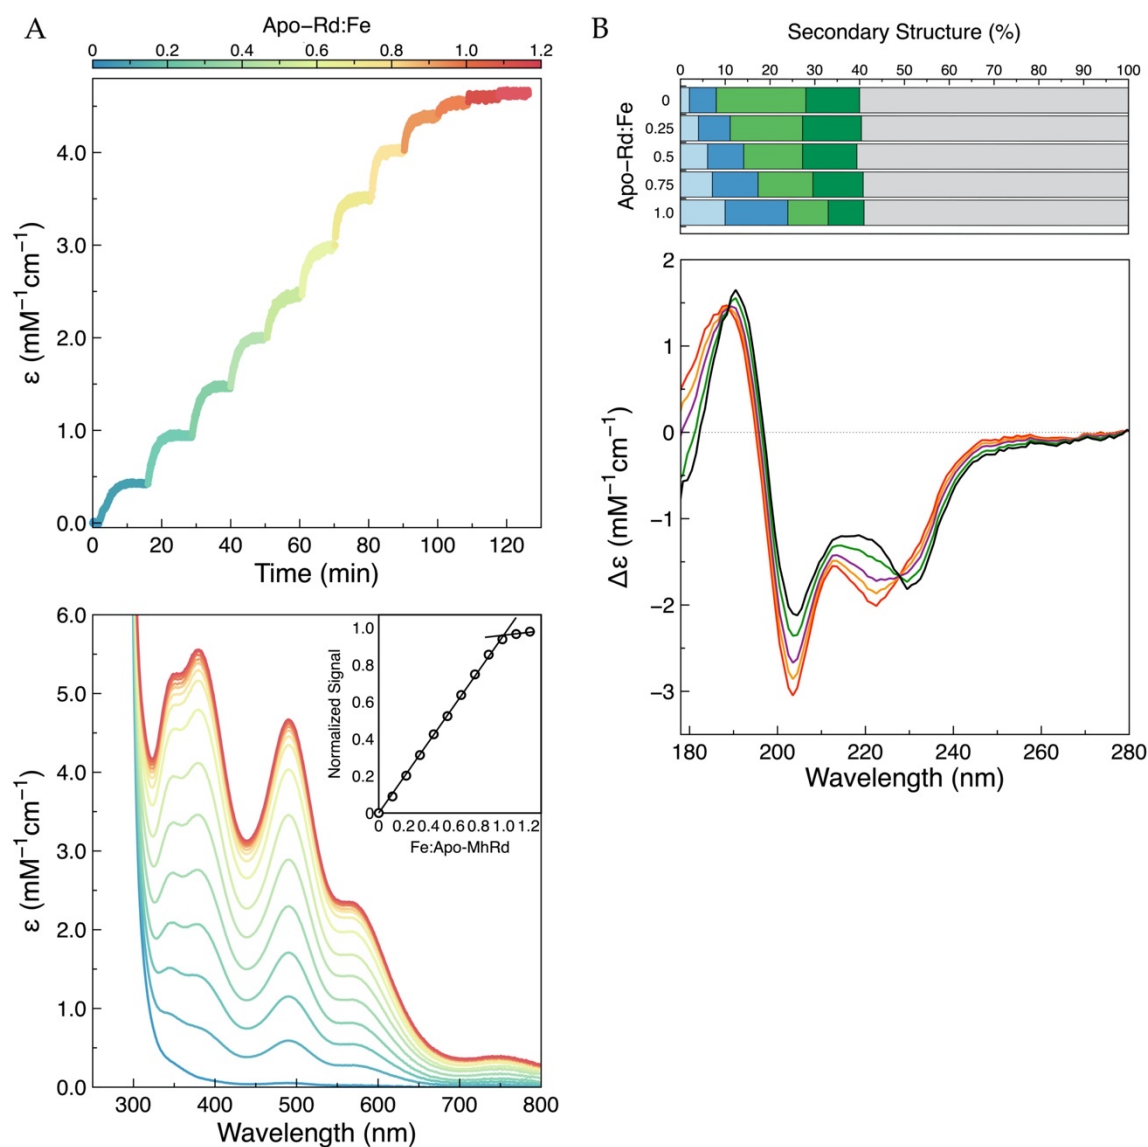 A
Apo−Rd:Fe
0 0.2 0.4 0.6 0.8 1.0 1.2
4.0
3.0
2.0
1.0
0.0
ε (mM−1cm−1)
0 20 40 60 80 100 120
Time (min)
6.0
5.0
4.0
3.0
2.0
1.0
0.0
ε (mM−1cm−1)
300 400 500 600 700 800
Wavelength (nm)
1.0
0.8
0.6
0.4
0.2
0
Normalized Signal
0 0.2 0.4 0.6 0.8 1.0 1.2
Fe:Apo-MhRd
B
Secondary Structure (%)
0 10 20 30 40 50 60 70 80 90 100
Apo−Rd:Fe
0
0.25
0.5
0.75
1.0
2
1
0
−1
−2
−3
Δε (mM−1cm−1)
180 200 220 240 260 280
Wavelength (nm)